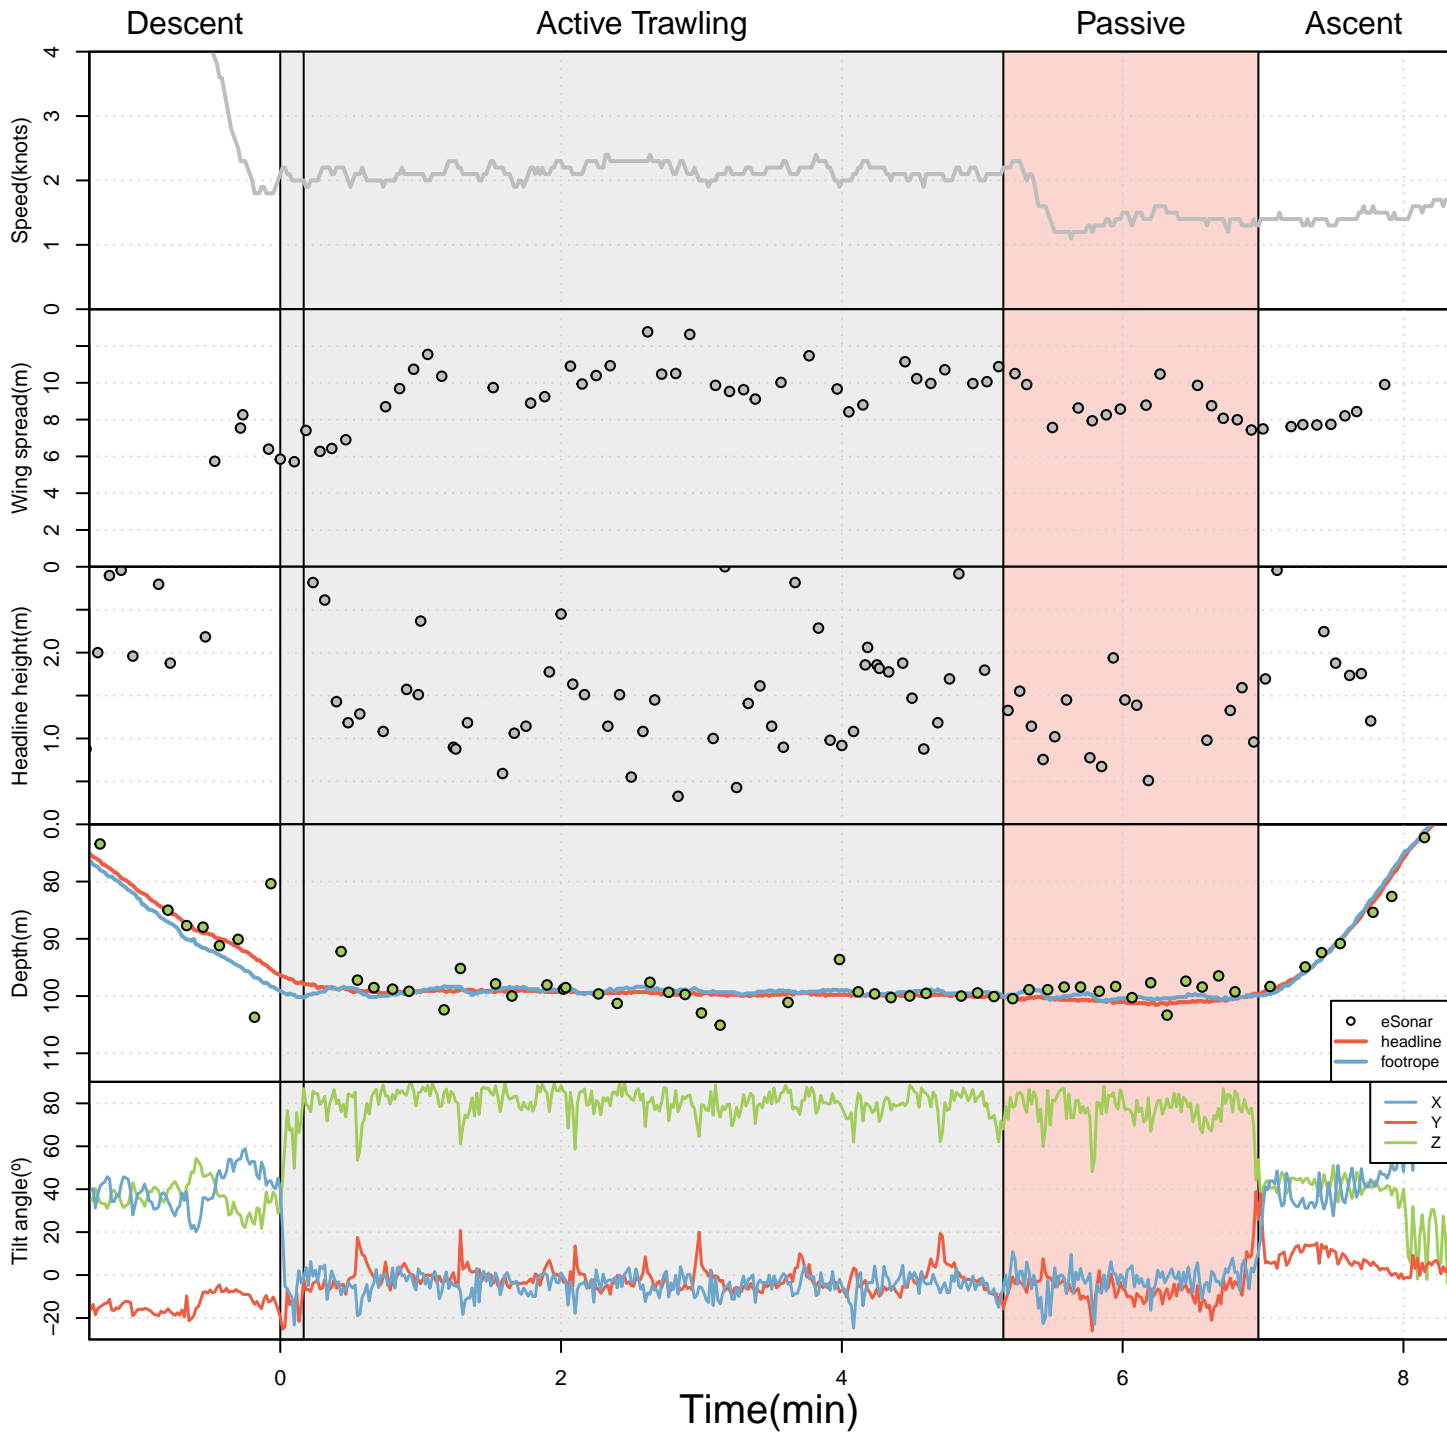 Descent Active Trawling Passive Ascent
Speed(knots)
4
3
2
1
0
Wing spread(m)
10
8
6
4
2
0
Headline height(m)
2.0
1.0
0.0
Depth(m)
80
90
100
110
eSonar
headline
footrope
Tilt angle(º)
80
60
40
20
0
−20
X
Y
Z
0 2 4 6 8
Time(min)